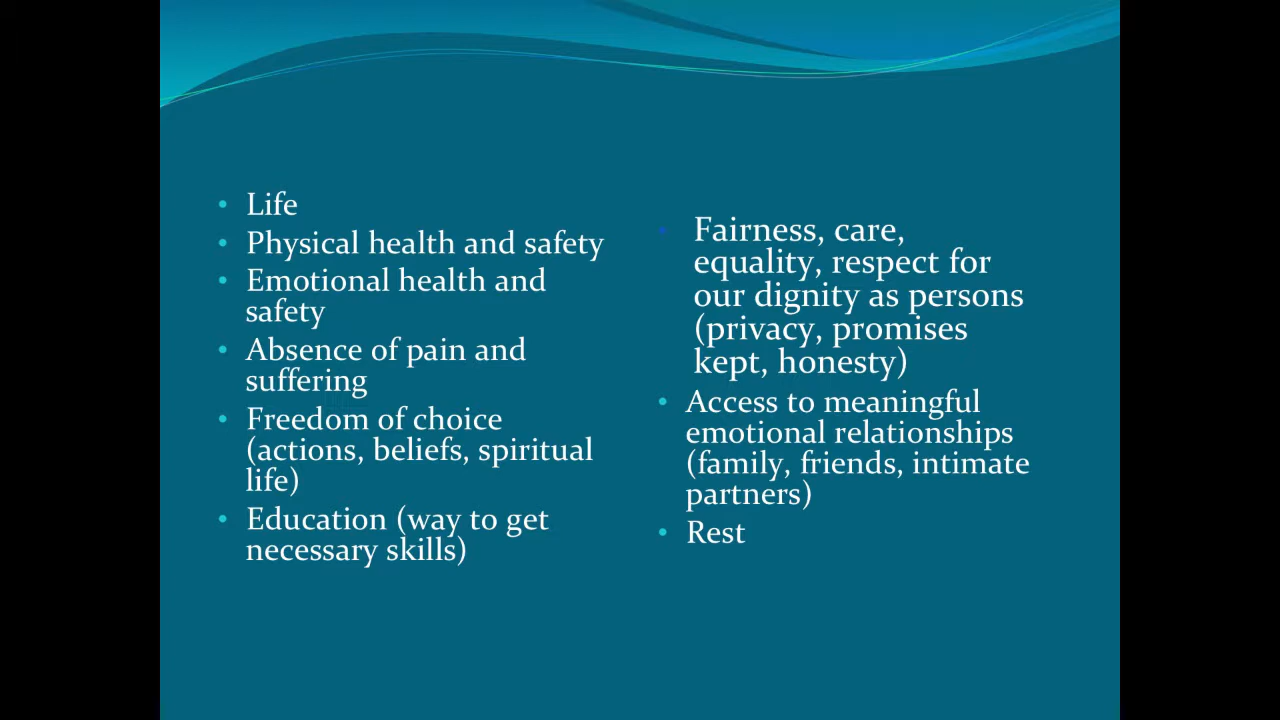 • Life
• Physical health and safety
• Emotional health and
safety
• Absence of pain and
suffering
• Freedom of choice
(actions, beliefs, spiritual
life)
• Education (way to get
necessary skills)
• Fairness, care,
equality, respect for
our dignity as persons
(privacy, promises
kept, honesty)
• Access to meaningful
emotional relationships
(family, friends, intimate
partners)
• Rest